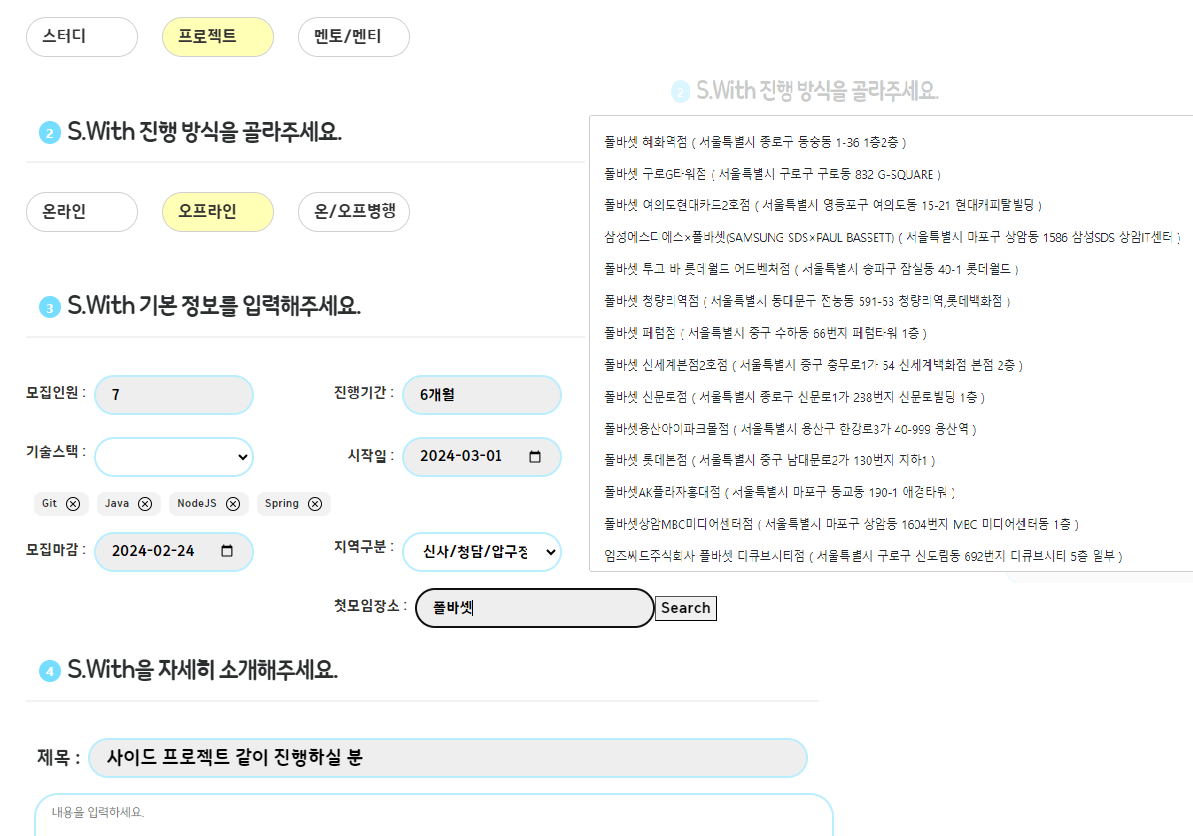 스터디 프로젝트 멘토/멘티
2 S.With 진행 방식을 골라주세요.
온라인 오프라인 온/오프병행
3 S.With 기본 정보를 입력해주세요.
모집인원 : 7 진행기간 : 6개월
기술스택 : 시작일 : 2024-03-01
Git Java NodeJS Spring
모집마감 : 2024-02-24 지역구분 : 신사/청담/압구정
첫모임장소 : 폴바셋 Search
2 S.With 진행 방식을 골라주세요.
폴바셋 혜화역점 ( 서울특별시 종로구 동숭동 1-36 1층2층 )
폴바셋 구로GE타워점 ( 서울특별시 구로구 구로동 832 G-SQUARE )
폴바셋 여의도현대카드2호점 ( 서울특별시 영등포구 여의도동 15-21 현대캐피탈빌딩 )
삼성에스디에스×폴바셋(SAMSUNG SDS×PAUL BASSETT) ( 서울특별시 마포구 상암동 1586 삼성SDS 상암IT센터 )
폴바셋 투고 바 롯데월드 어드벤처점 ( 서울특별시 송파구 잠실동 40-1 롯데월드 )
폴바셋 청량리역점 ( 서울특별시 동대문구 전농동 591-53 청량리역,롯데백화점 )
폴바셋 페럼점 ( 서울특별시 중구 수하동 66번지 페럼타워 1층 )
폴바셋 신세계본점2호점 ( 서울특별시 중구 충무로1가 54 신세계백화점 본점 2층 )
폴바셋 신문로점 ( 서울특별시 종로구 신문로1가 238번지 신문로빌딩 1층 )
폴바셋용산아이파크몰점 ( 서울특별시 용산구 한강로3가 40-999 용산역 )
폴바셋 롯데본점 ( 서울특별시 중구 남대문로2가 130번지 지하1 )
폴바셋AK플라자홍대점 ( 서울특별시 마포구 동교동 190-1 애경타워 )
폴바셋상암MBC미디어센터점 ( 서울특별시 마포구 상암동 1604번지 MBC 미디어센터동 1층 )
엠즈씨드주식회사 폴바셋 디큐브시티점 ( 서울특별시 구로구 신도림동 692번지 디큐브시티 5층 일부 )
4 S.With을 자세히 소개해주세요.
제목 : 사이드 프로젝트 같이 진행하실 분
내용을 입력하세요.